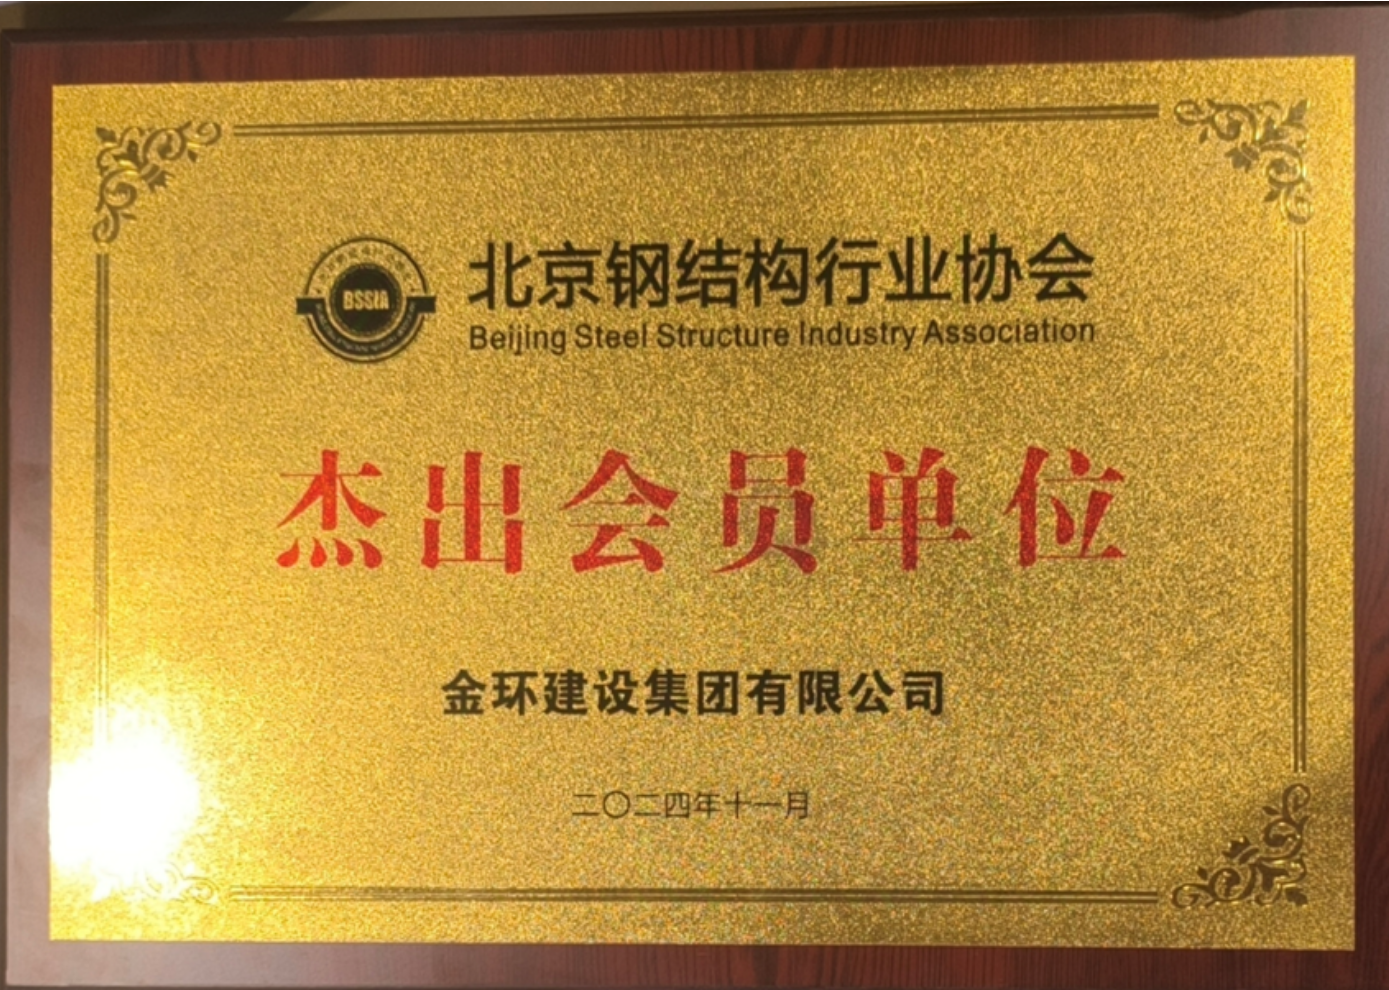 BSSIA
北京钢结构行业协会
Beijing Steel Structure Industry Association
杰出会员单位
金环建设集团有限公司
二〇二四年十一月